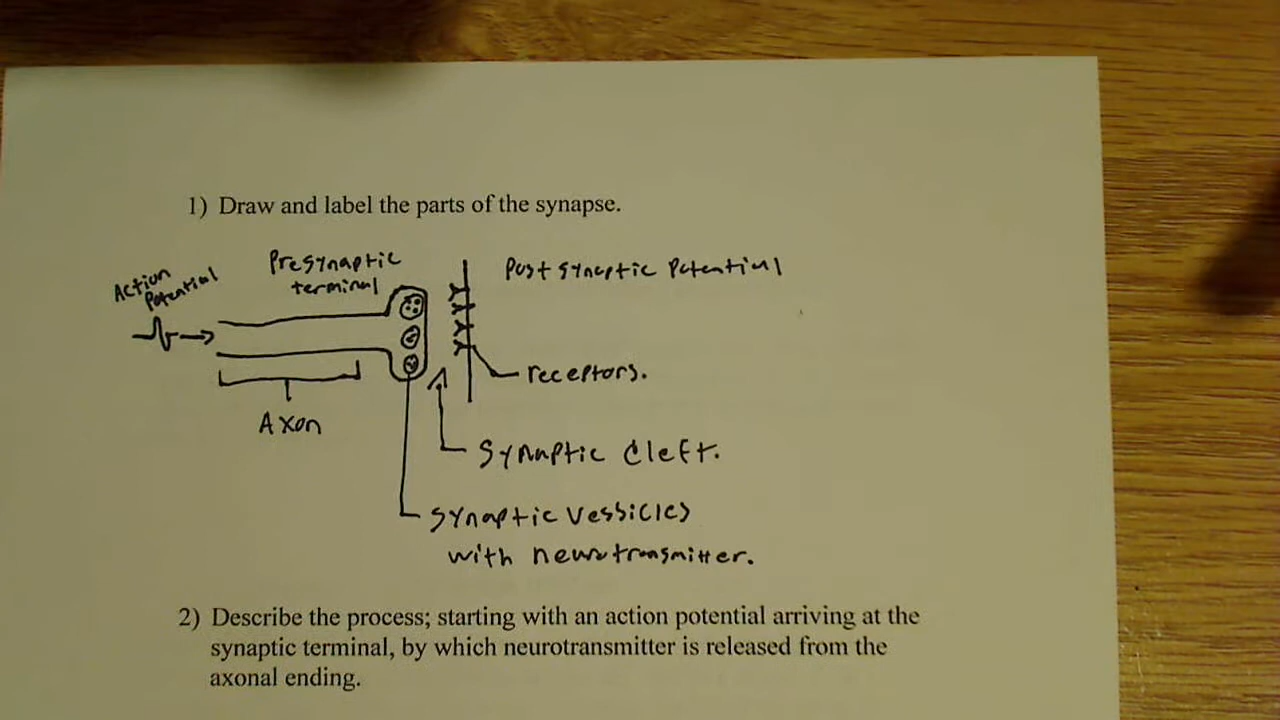 1) Draw and label the parts of the synapse.
Action
Potential
Presynaptic
terminal
Post synaptic Potential
receptors.
Axon
Synaptic Cleft.
Synaptic Vessicles
with neurotransmitter.
2) Describe the process; starting with an action potential arriving at the
synaptic terminal, by which neurotransmitter is released from the
axonal ending.